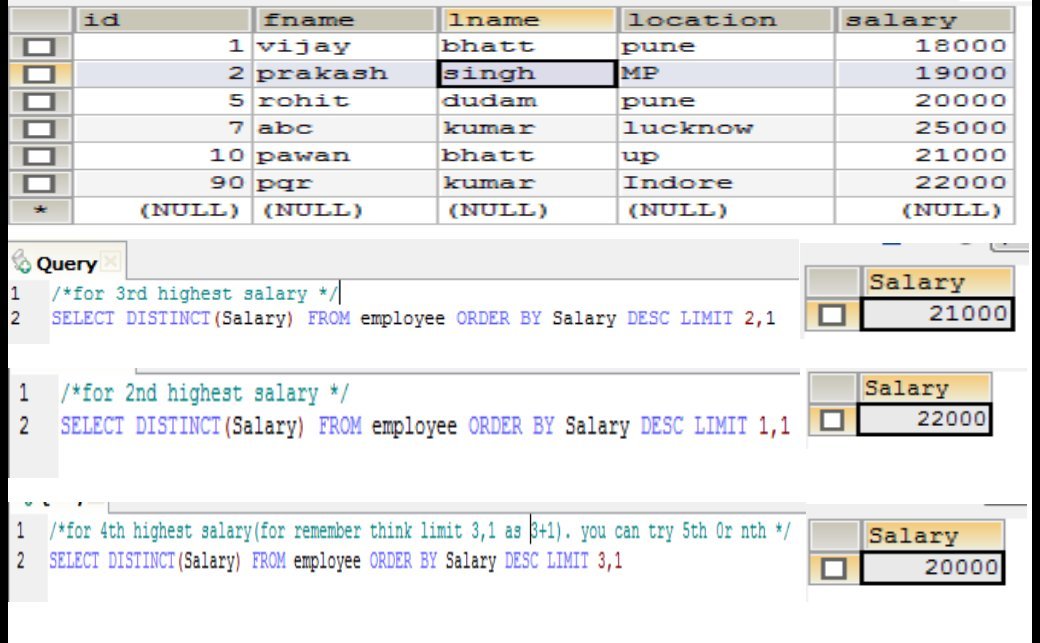 id fname lname location salary
1 vijay bhatt pune 18000
2 prakash singh MP 19000
5 rohit dudam pune 20000
7 abc kumar lucknow 25000
10 pawan bhatt up 21000
90 pqr kumar Indore 22000
* (NULL) (NULL) (NULL) (NULL) (NULL)
Query
1 /*for 3rd highest salary */
2 SELECT DISTINCT(Salary) FROM employee ORDER BY Salary DESC LIMIT 2,1
Salary
21000
1 /*for 2nd highest salary */
2 SELECT DISTINCT(Salary) FROM employee ORDER BY Salary DESC LIMIT 1,1
Salary
22000
1 /*for 4th highest salary(for remember think limit 3,1 as 3+1). you can try 5th 0r nth */
2 SELECT DISTINCT(Salary) FROM employee ORDER BY Salary DESC LIMIT 3,1
Salary
20000